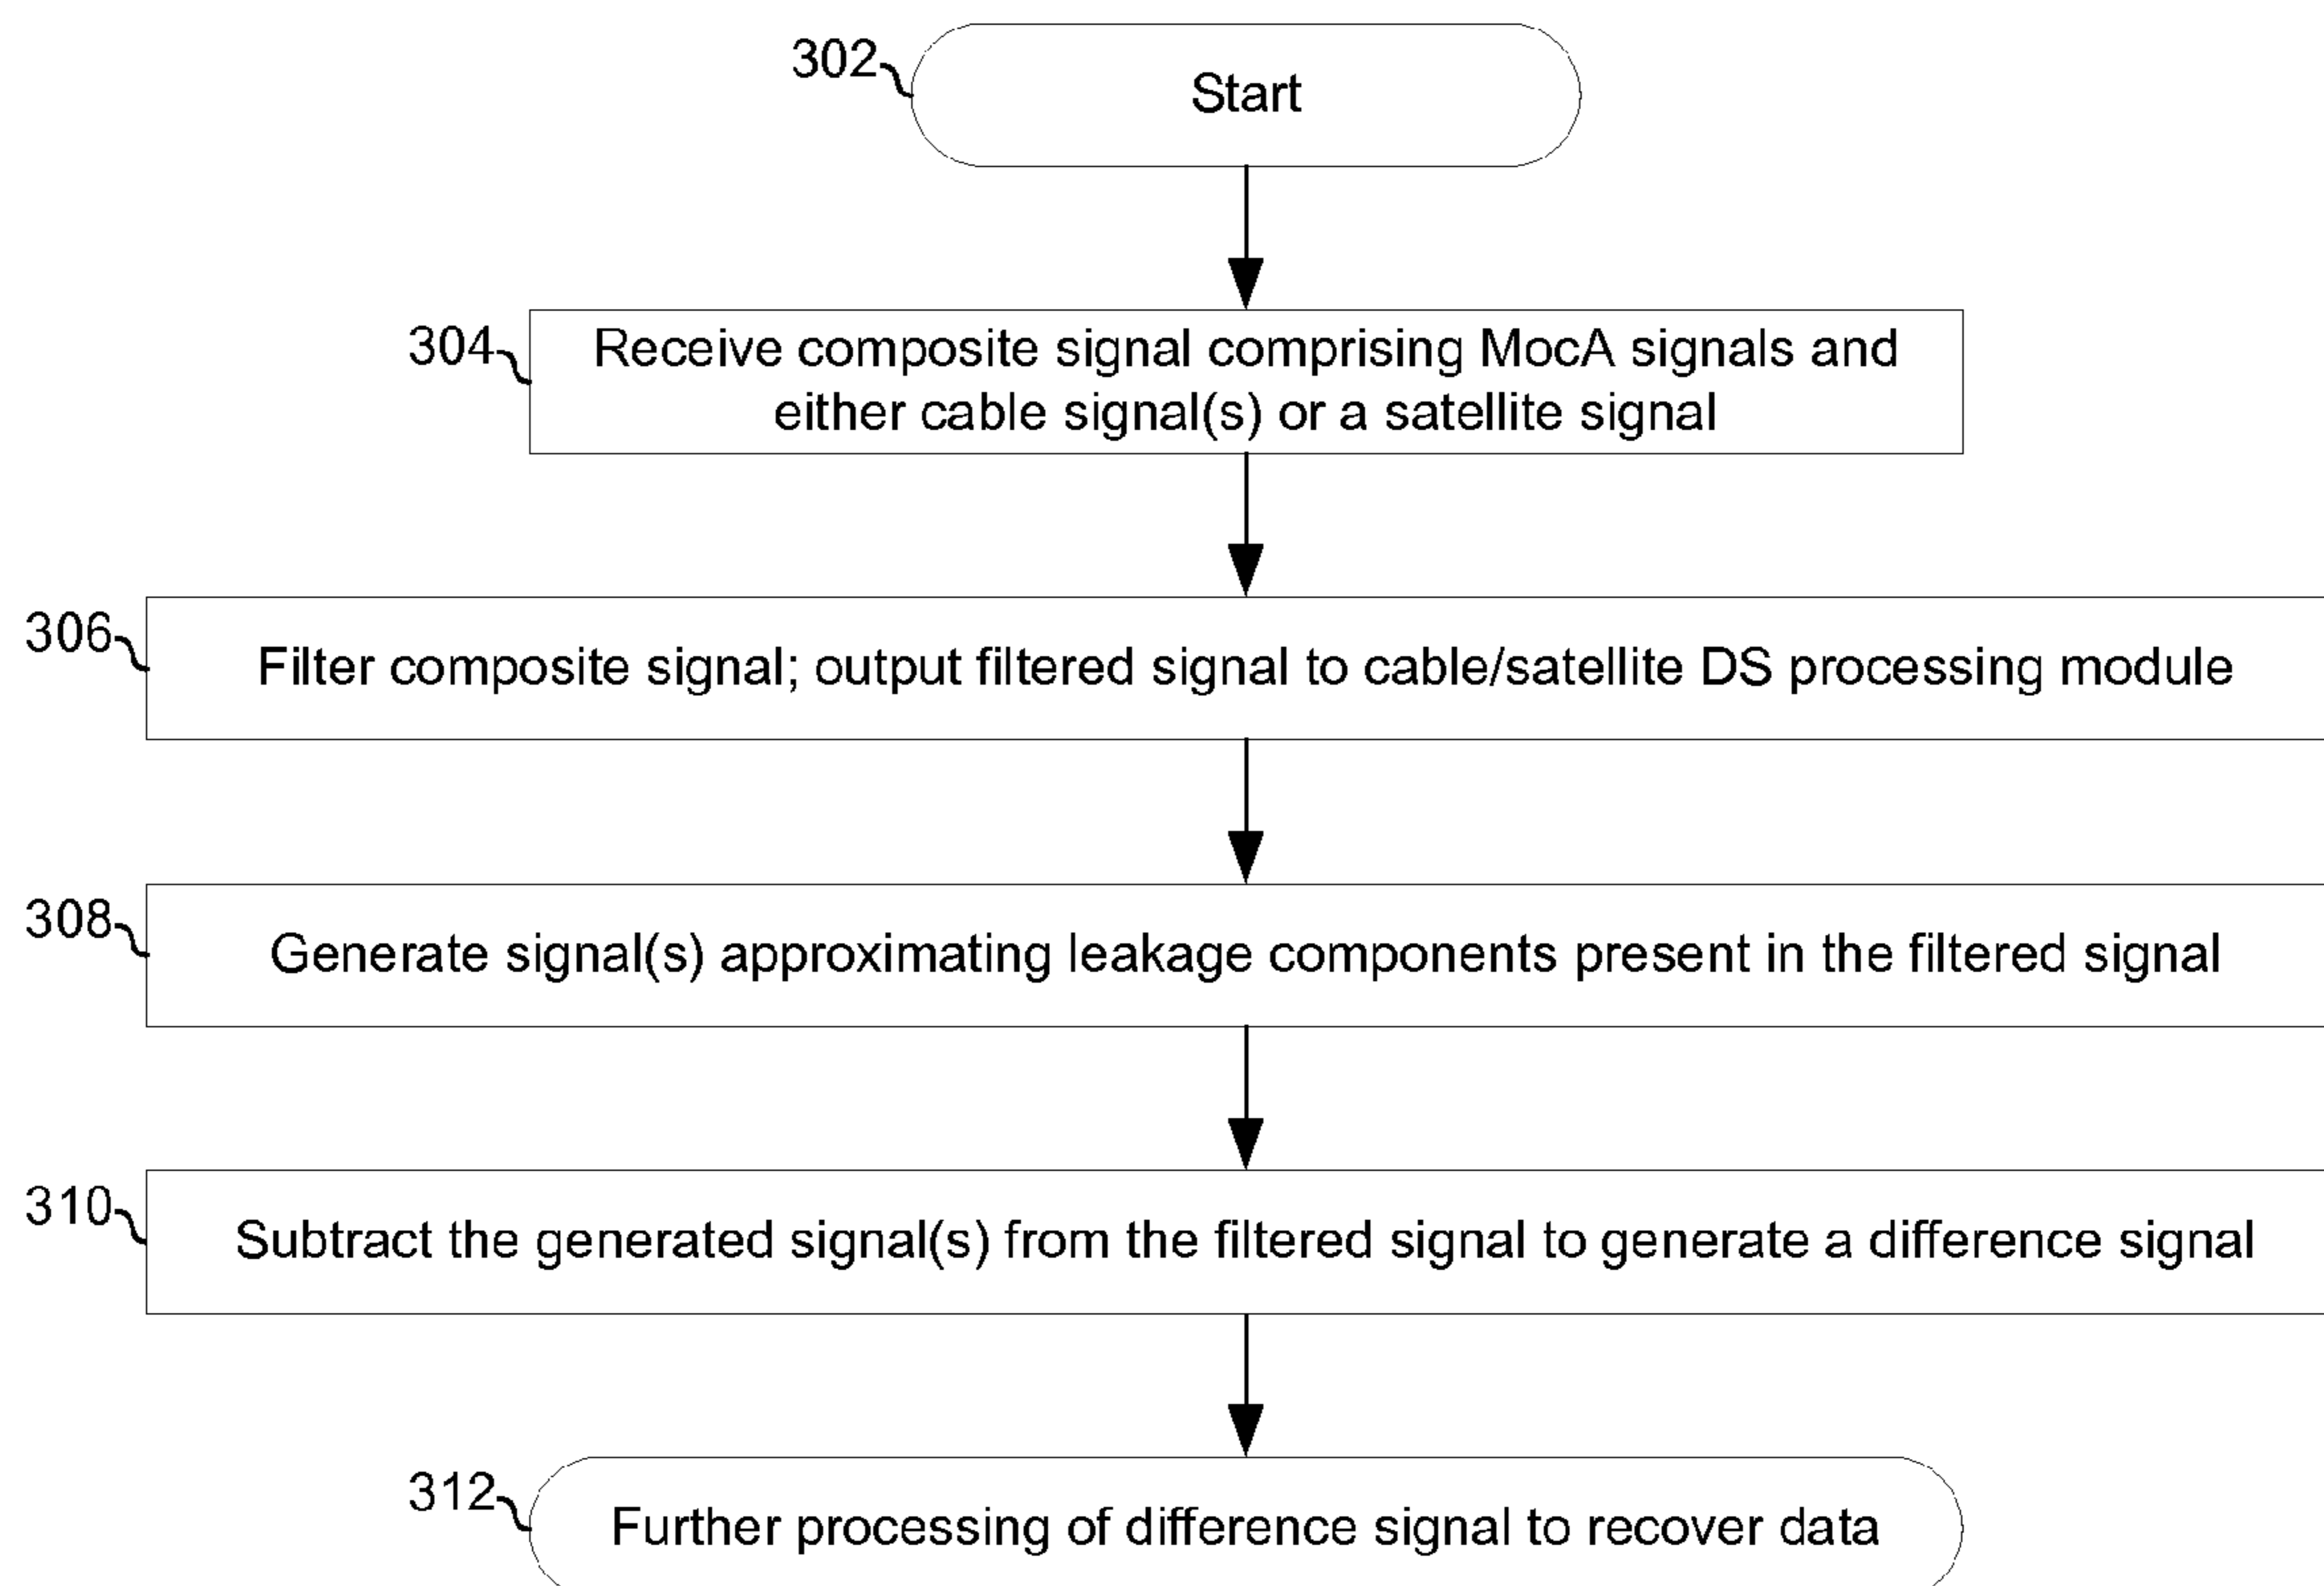 302
Start
304
Receive composite signal comprising MocA signals and
either cable signal(s) or a satellite signal
306
Filter composite signal; output filtered signal to cable/satellite DS processing module
308
Generate signal(s) approximating leakage components present in the filtered signal
310
Subtract the generated signal(s) from the filtered signal to generate a difference signal
312
Further processing of difference signal to recover data